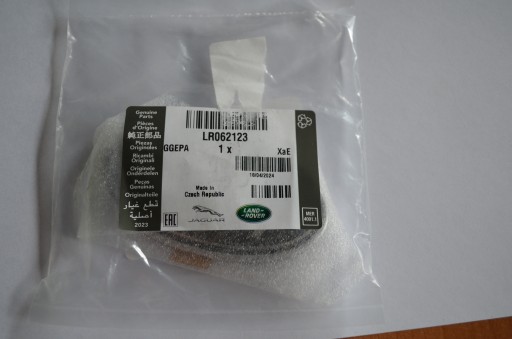 Genuine
Parts
Pièces
d'Origine
純正部品
Piezas
Originales
Ricambi
Originali
Originele
Onderdelen
Peças
Genuínas
Originalteile
قطع غيار
أصلية
2023
LR062123
GGEPA
1 x
XaE
18/04/2024
Made in
Czech Republic
EAC
JAGUAR
LAND-
ROVER